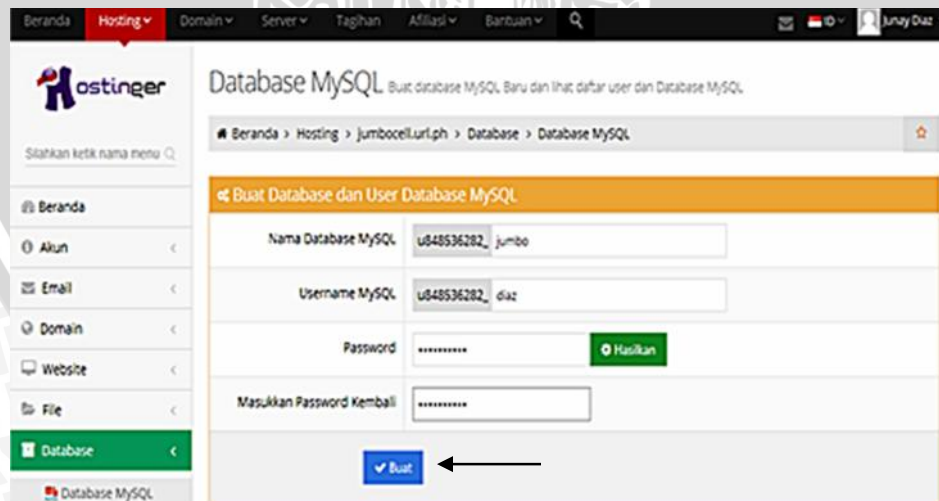 Beranda Hosting Domain Server Tagihan Afiliasi Bantuan ID Junay Diaz
Hostinger
Silahkan ketik nama menu
Database MySQL Buat database MySQL Baru dan lihat daftar user dan Database MySQL
Beranda > Hosting > jumbocell.url.ph > Database > Database MySQL
Beranda
Akun
Email
Domain
Website
File
Database
Database MySQL
Buat Database dan User Database MySQL
Nama Database MySQL u848536282_ jumbo
Username MySQL u848536282_ diaz
Password •••••••••• Hasilkan
Masukkan Password Kembali ••••••••••
Buat